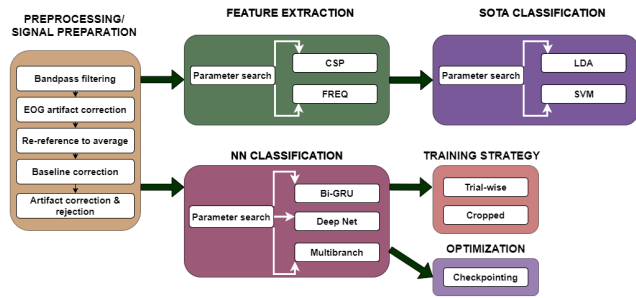 PREPROCESSING/
SIGNAL PREPARATION
Bandpass filtering
EOG artifact correction
Re-reference to average
Baseline correction
Artifact correction &
rejection
FEATURE EXTRACTION
Parameter search
CSP
FREQ
SOTA CLASSIFICATION
Parameter search
LDA
SVM
NN CLASSIFICATION
Parameter search
Bi-GRU
Deep Net
Multibranch
TRAINING STRATEGY
Trial-wise
Cropped
OPTIMIZATION
Checkpointing